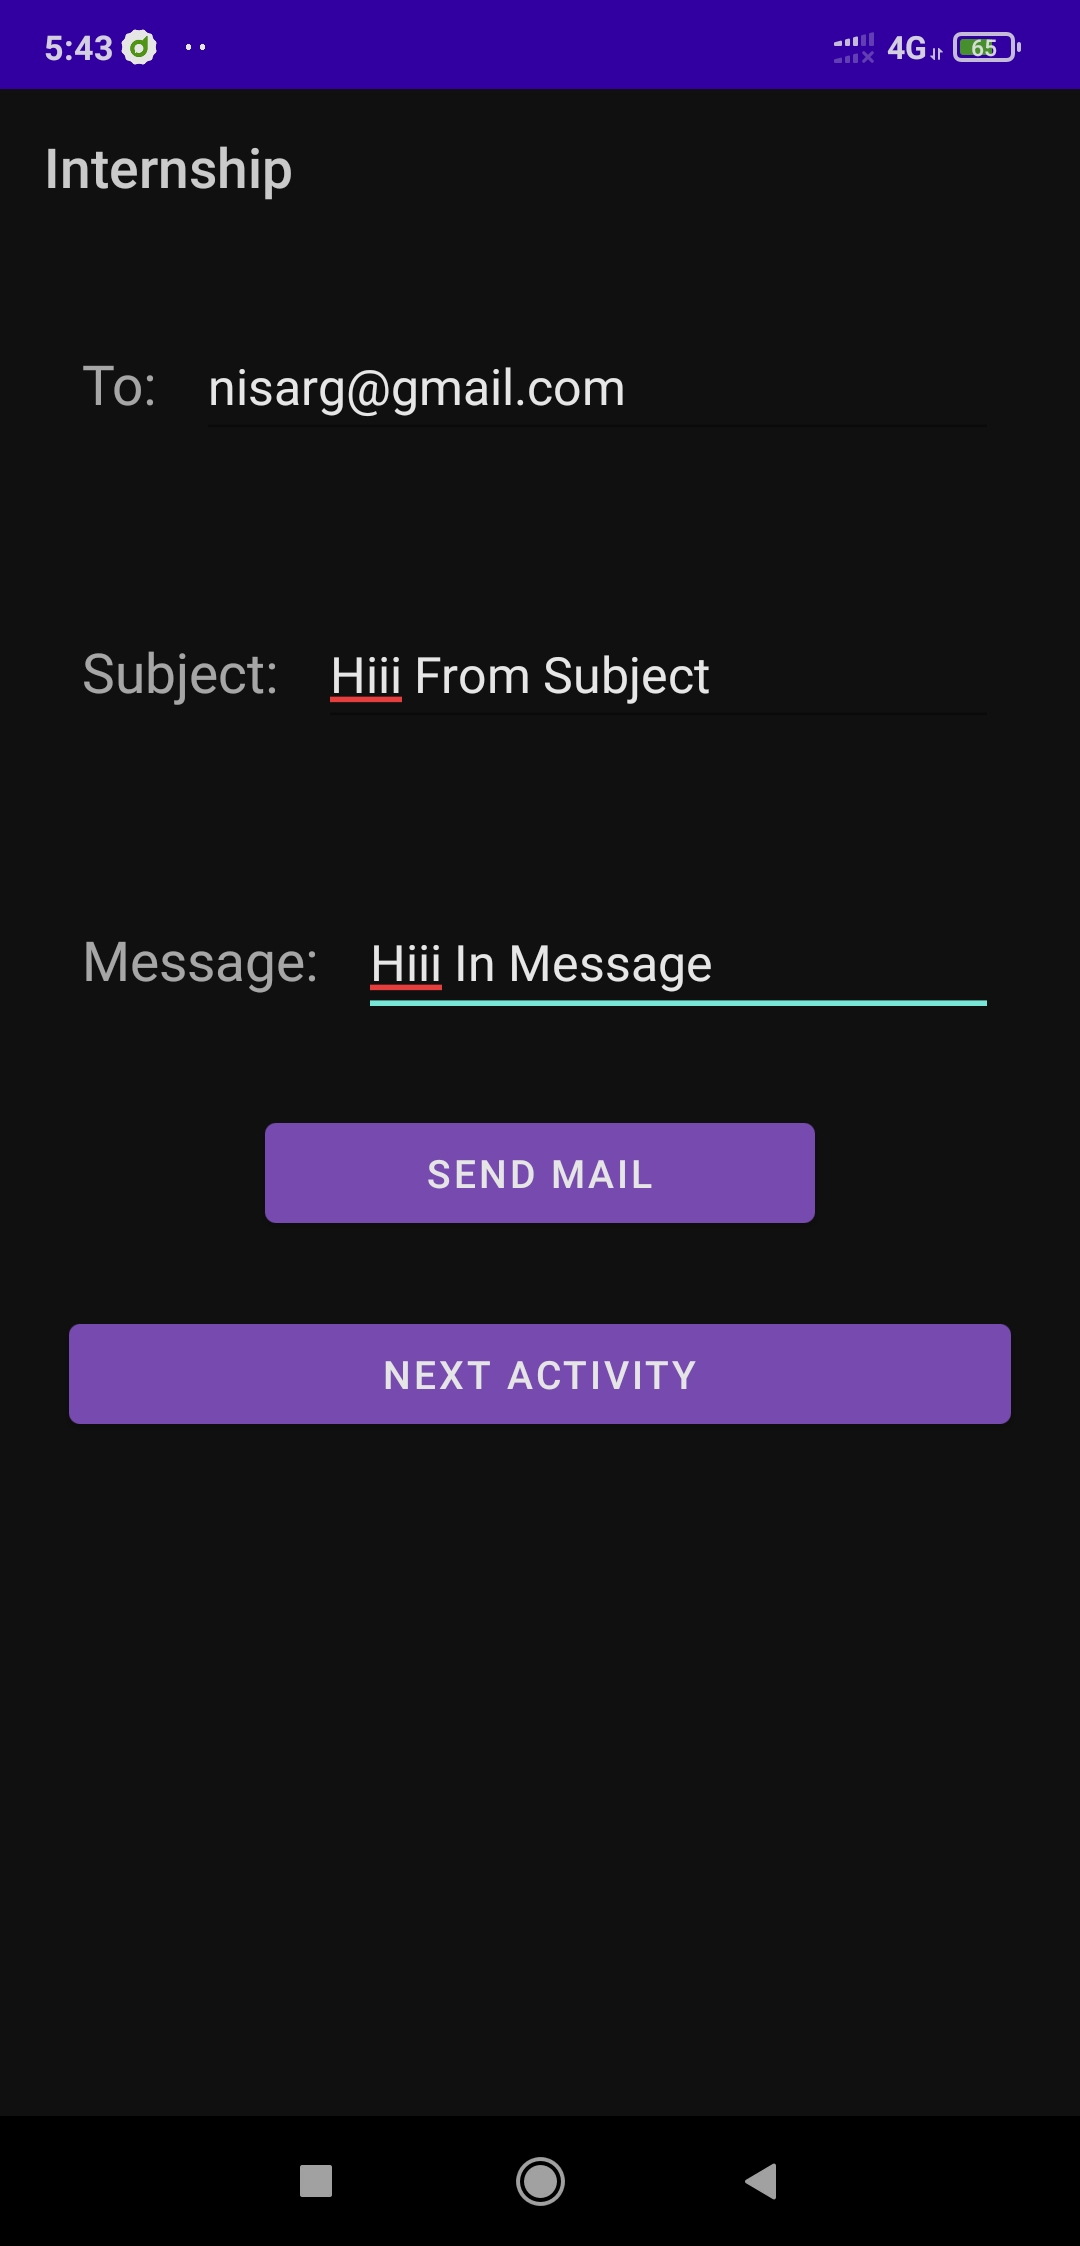 5:43 4G 65
Internship
To: nisarg@gmail.com
Subject: Hiii From Subject
Message: Hiii In Message
SEND MAIL
NEXT ACTIVITY